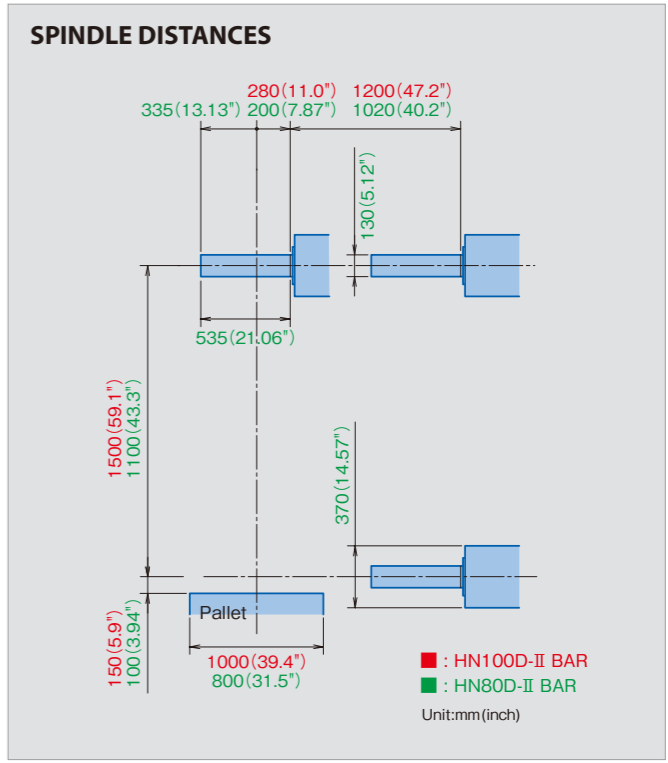 SPINDLE DISTANCES
280(11.0") 1200(47.2")
335(13.13") 200(7.87") 1020(40.2")
130(5.12")
535(21.06")
1500(59.1")
1100(43.3")
370(14.57")
Pallet
150(5.9")
100(3.94")
1000(39.4")
800(31.5")
: HN100D-Ⅱ BAR
: HN80D-Ⅱ BAR
Unit:mm(inch)